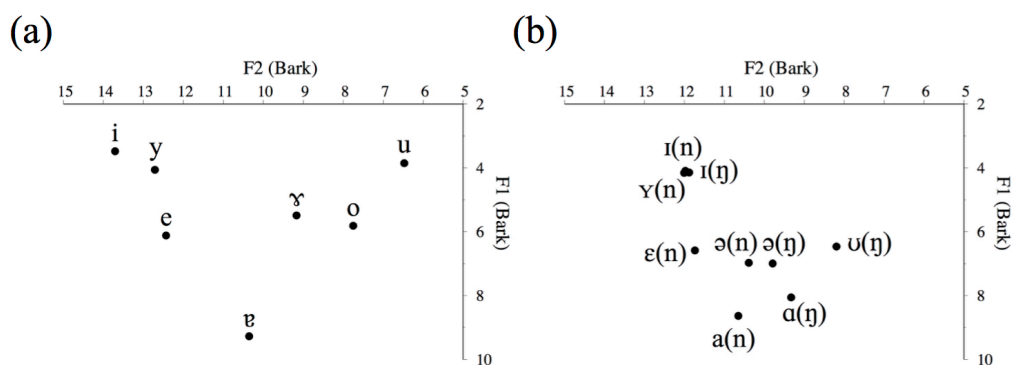 (a)
F2 (Bark)
15 14 13 12 11 10 9 8 7 6 5
2
4
6
8
10
F1 (Bark)
i
y
u
e
ɤ
o
ɐ
(b)
F2 (Bark)
15 14 13 12 11 10 9 8 7 6 5
2
4
6
8
10
F1 (Bark)
ɪ(n)
ɪ(ŋ)
ʏ(n)
ɛ(n)
ə(n)
ə(ŋ)
ʊ(ŋ)
ɑ(ŋ)
a(n)